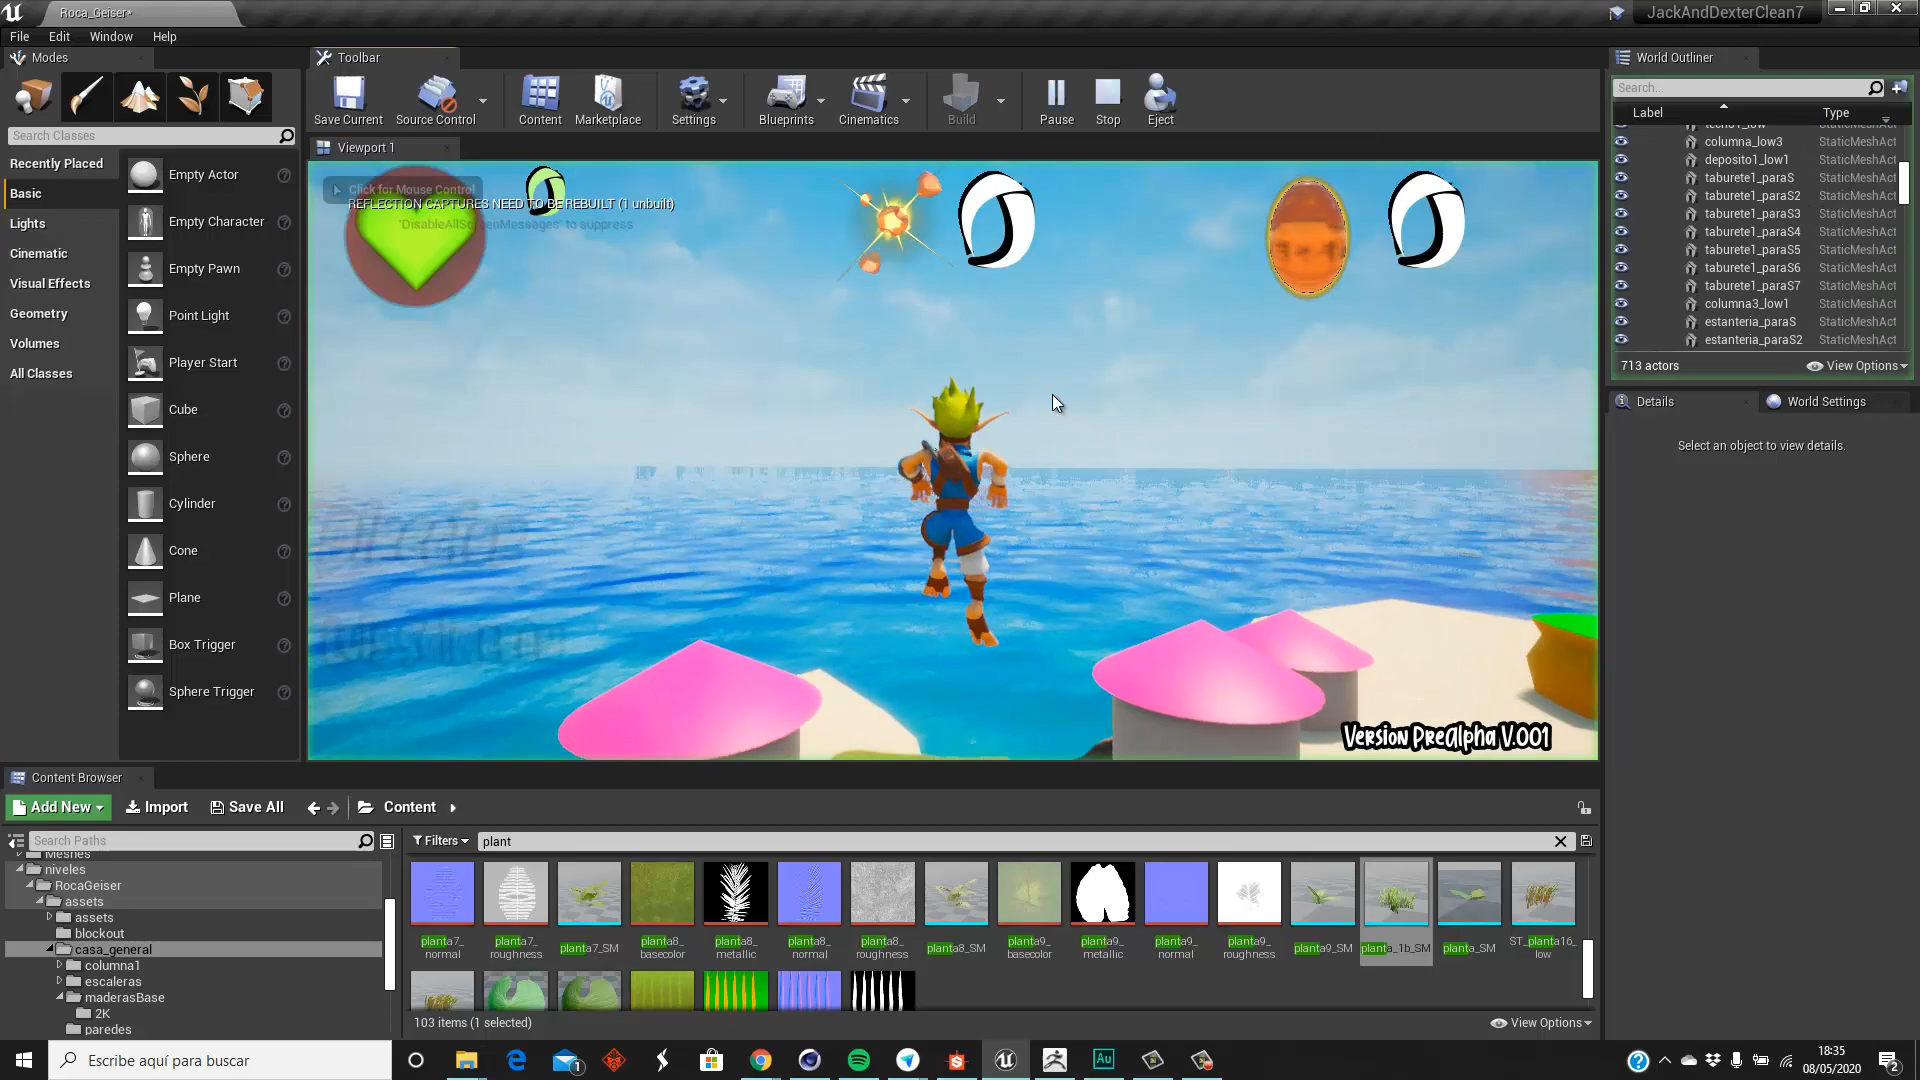 Roca_Geiser*
JackAndDexterClean7
File Edit Window Help
Modes
Toolbar
World Outliner
Save Current
Source Control
Content
Marketplace
Settings
Blueprints
Cinematics
Build
Pause
Stop
Eject
Search...
Label Type
Search Classes
Viewport 1
Recently Placed
Basic
Lights
Cinematic
Visual Effects
Geometry
Volumes
All Classes
Empty Actor
Empty Character
Empty Pawn
Point Light
Player Start
Cube
Sphere
Cylinder
Cone
Plane
Box Trigger
Sphere Trigger
Click for Mouse Control
REFLECTION CAPTURES NEED TO BE REBUILT (1 unbuilt)
'DisableAllScreenMessages' to suppress
Version PreAlpha V.001
columna_low3 StaticMeshAct
deposito1_low1 StaticMeshAct
taburete1_paraS StaticMeshAct
taburete1_paraS2 StaticMeshAct
taburete1_paraS3 StaticMeshAct
taburete1_paraS4 StaticMeshAct
taburete1_paraS5 StaticMeshAct
taburete1_paraS6 StaticMeshAct
taburete1_paraS7 StaticMeshAct
columna3_low1 StaticMeshAct
estanteria_paraS StaticMeshAct
estanteria_paraS2 StaticMeshAct
713 actors
View Options
Details
World Settings
Select an object to view details.
Content Browser
Add New
Import
Save All
Content
Search Paths
Filters
plant
Meshes
niveles
RocaGeiser
assets
assets
blockout
casa_general
columna1
escaleras
maderasBase
2K
paredes
planta7_
normal
planta7_
roughness
planta7_SM
planta8_
basecolor
planta8_
metallic
planta8_
normal
planta8_
roughness
planta8_SM
planta9_
basecolor
planta9_
metallic
planta9_
normal
planta9_
roughness
planta9_SM
planta_1b_SM
planta_SM
ST_planta16_
low
103 items (1 selected)
View Options
Escribe aquí para buscar
1
Au
18:35
08/05/2020
2